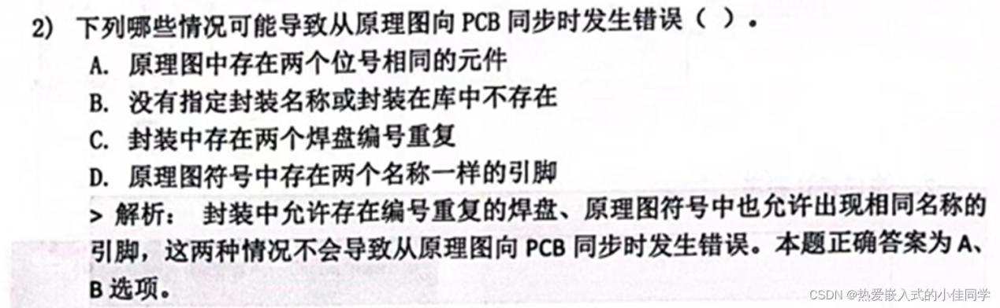 2) 下列哪些情况可能导致从原理图向 PCB 同步时发生错误（ ）。
A. 原理图中存在两个位号相同的元件
B. 没有指定封装名称或封装在库中不存在
C. 封装中存在两个焊盘编号重复
D. 原理图符号中存在两个名称一样的引脚
> 解析： 封装中允许存在编号重复的焊盘、原理图符号中也允许出现相同名称的
引脚，这两种情况不会导致从原理图向 PCB 同步时发生错误。本题正确答案为 A、
B 选项。
CSDN @热爱嵌入式的小佳同学